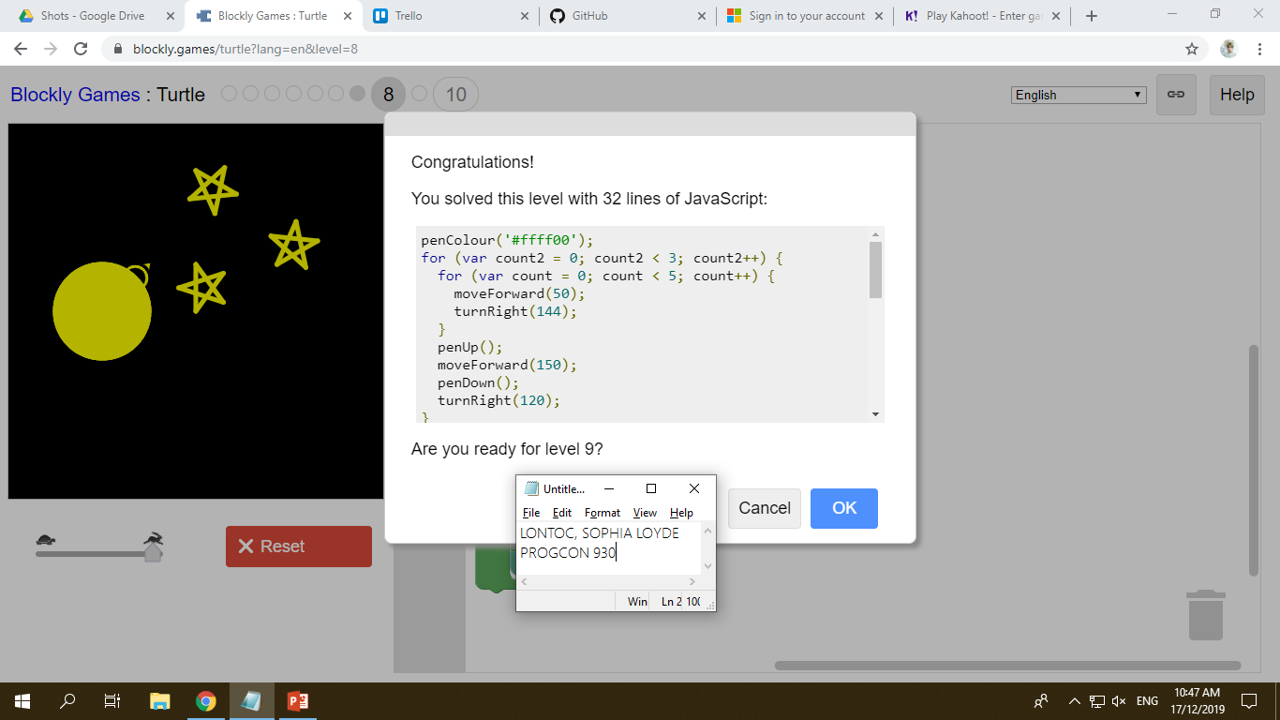 Shots - Google Drive
Blockly Games : Turtle
Trello
GitHub
Sign in to your account
K! Play Kahoot! - Enter ga
blockly.games/turtle?lang=en&level=8
Blockly Games : Turtle 8 10
English
Help
Congratulations!
You solved this level with 32 lines of JavaScript:
penColour('#ffff00');
for (var count2 = 0; count2 < 3; count2++) {
  for (var count = 0; count < 5; count++) {
    moveForward(50);
    turnRight(144);
  }
  penUp();
  moveForward(150);
  penDown();
  turnRight(120);
}
Are you ready for level 9?
Cancel
OK
Reset
Untitle...
File Edit Format View Help
LONTOC, SOPHIA LOYDE
PROGCON 930
Win Ln 2 100
ENG
10:47 AM
17/12/2019